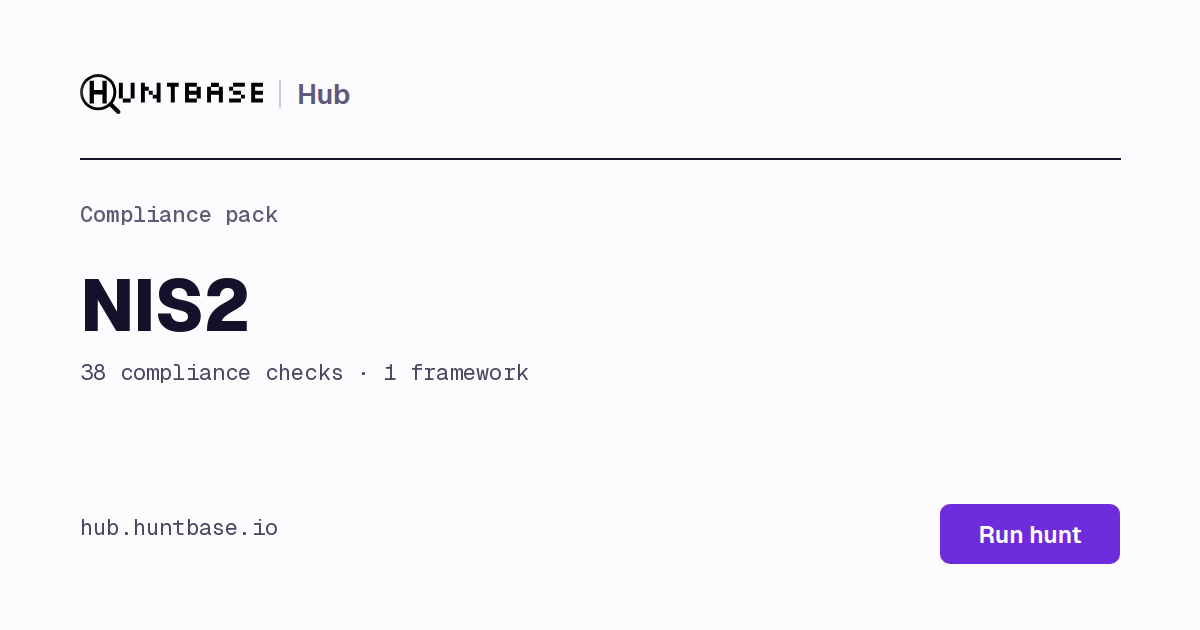 HUNTBASE | Hub
Compliance pack
NIS2
38 compliance checks · 1 framework
hub.huntbase.io
Run hunt